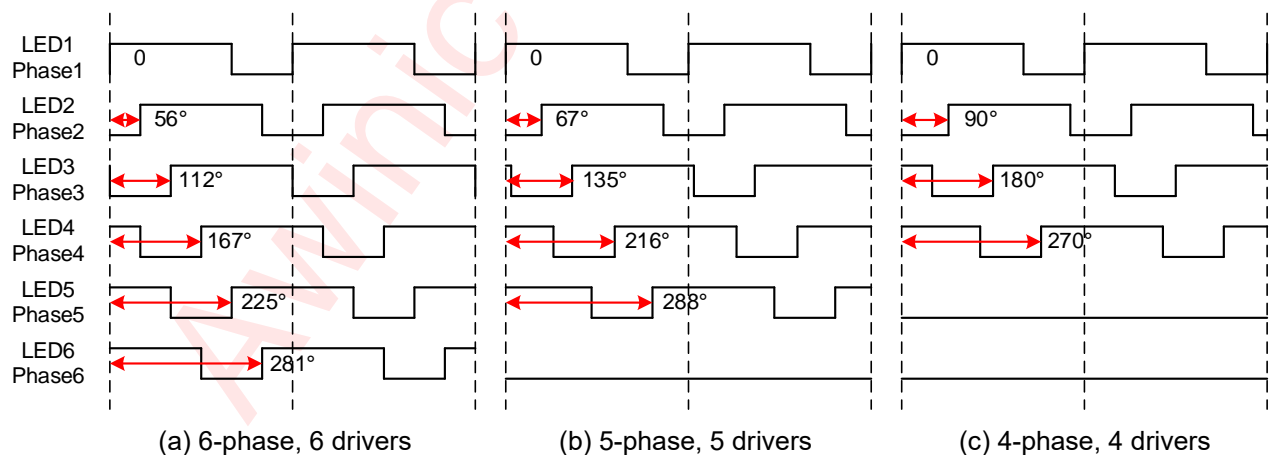 LED1
Phase1
0
0
0
LED2
Phase2
56°
67°
90°
LED3
Phase3
112°
135°
180°
LED4
Phase4
167°
216°
270°
LED5
Phase5
225°
288°
LED6
Phase6
281°
(a) 6-phase, 6 drivers
(b) 5-phase, 5 drivers
(c) 4-phase, 4 drivers
Awinic